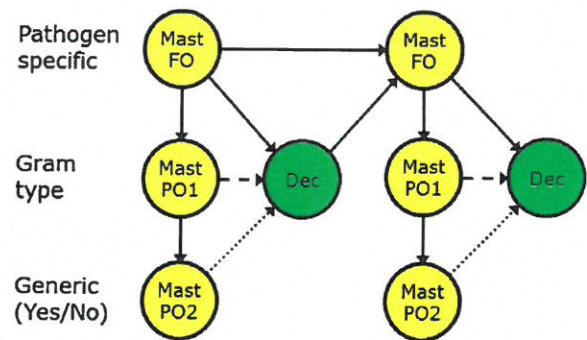 Pathogen
specific
Mast
FO
Mast
FO
Gram
type
Mast
PO1
Dec
Mast
PO1
Dec
Generic
(Yes/No)
Mast
PO2
Mast
PO2